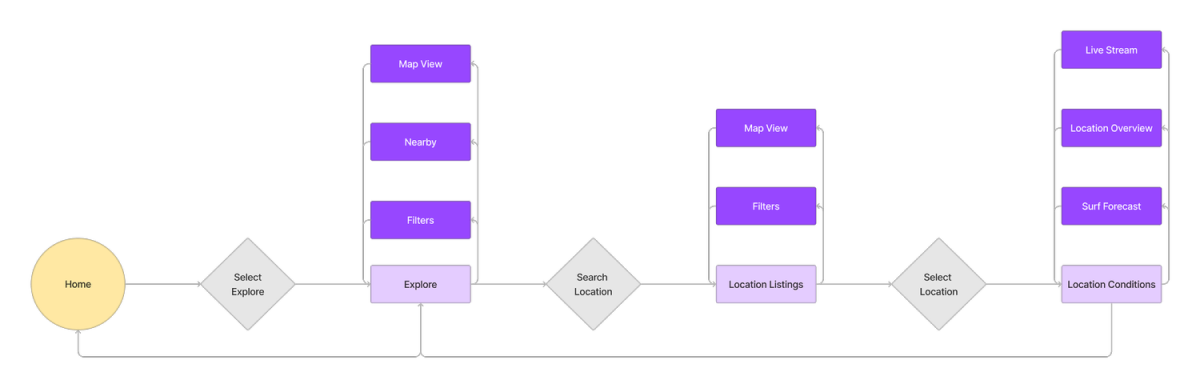 Map View
Nearby
Filters
Home
Select
Explore
Explore
Search
Location
Map View
Filters
Location Listings
Select
Location
Live Stream
Location Overview
Surf Forecast
Location Conditions